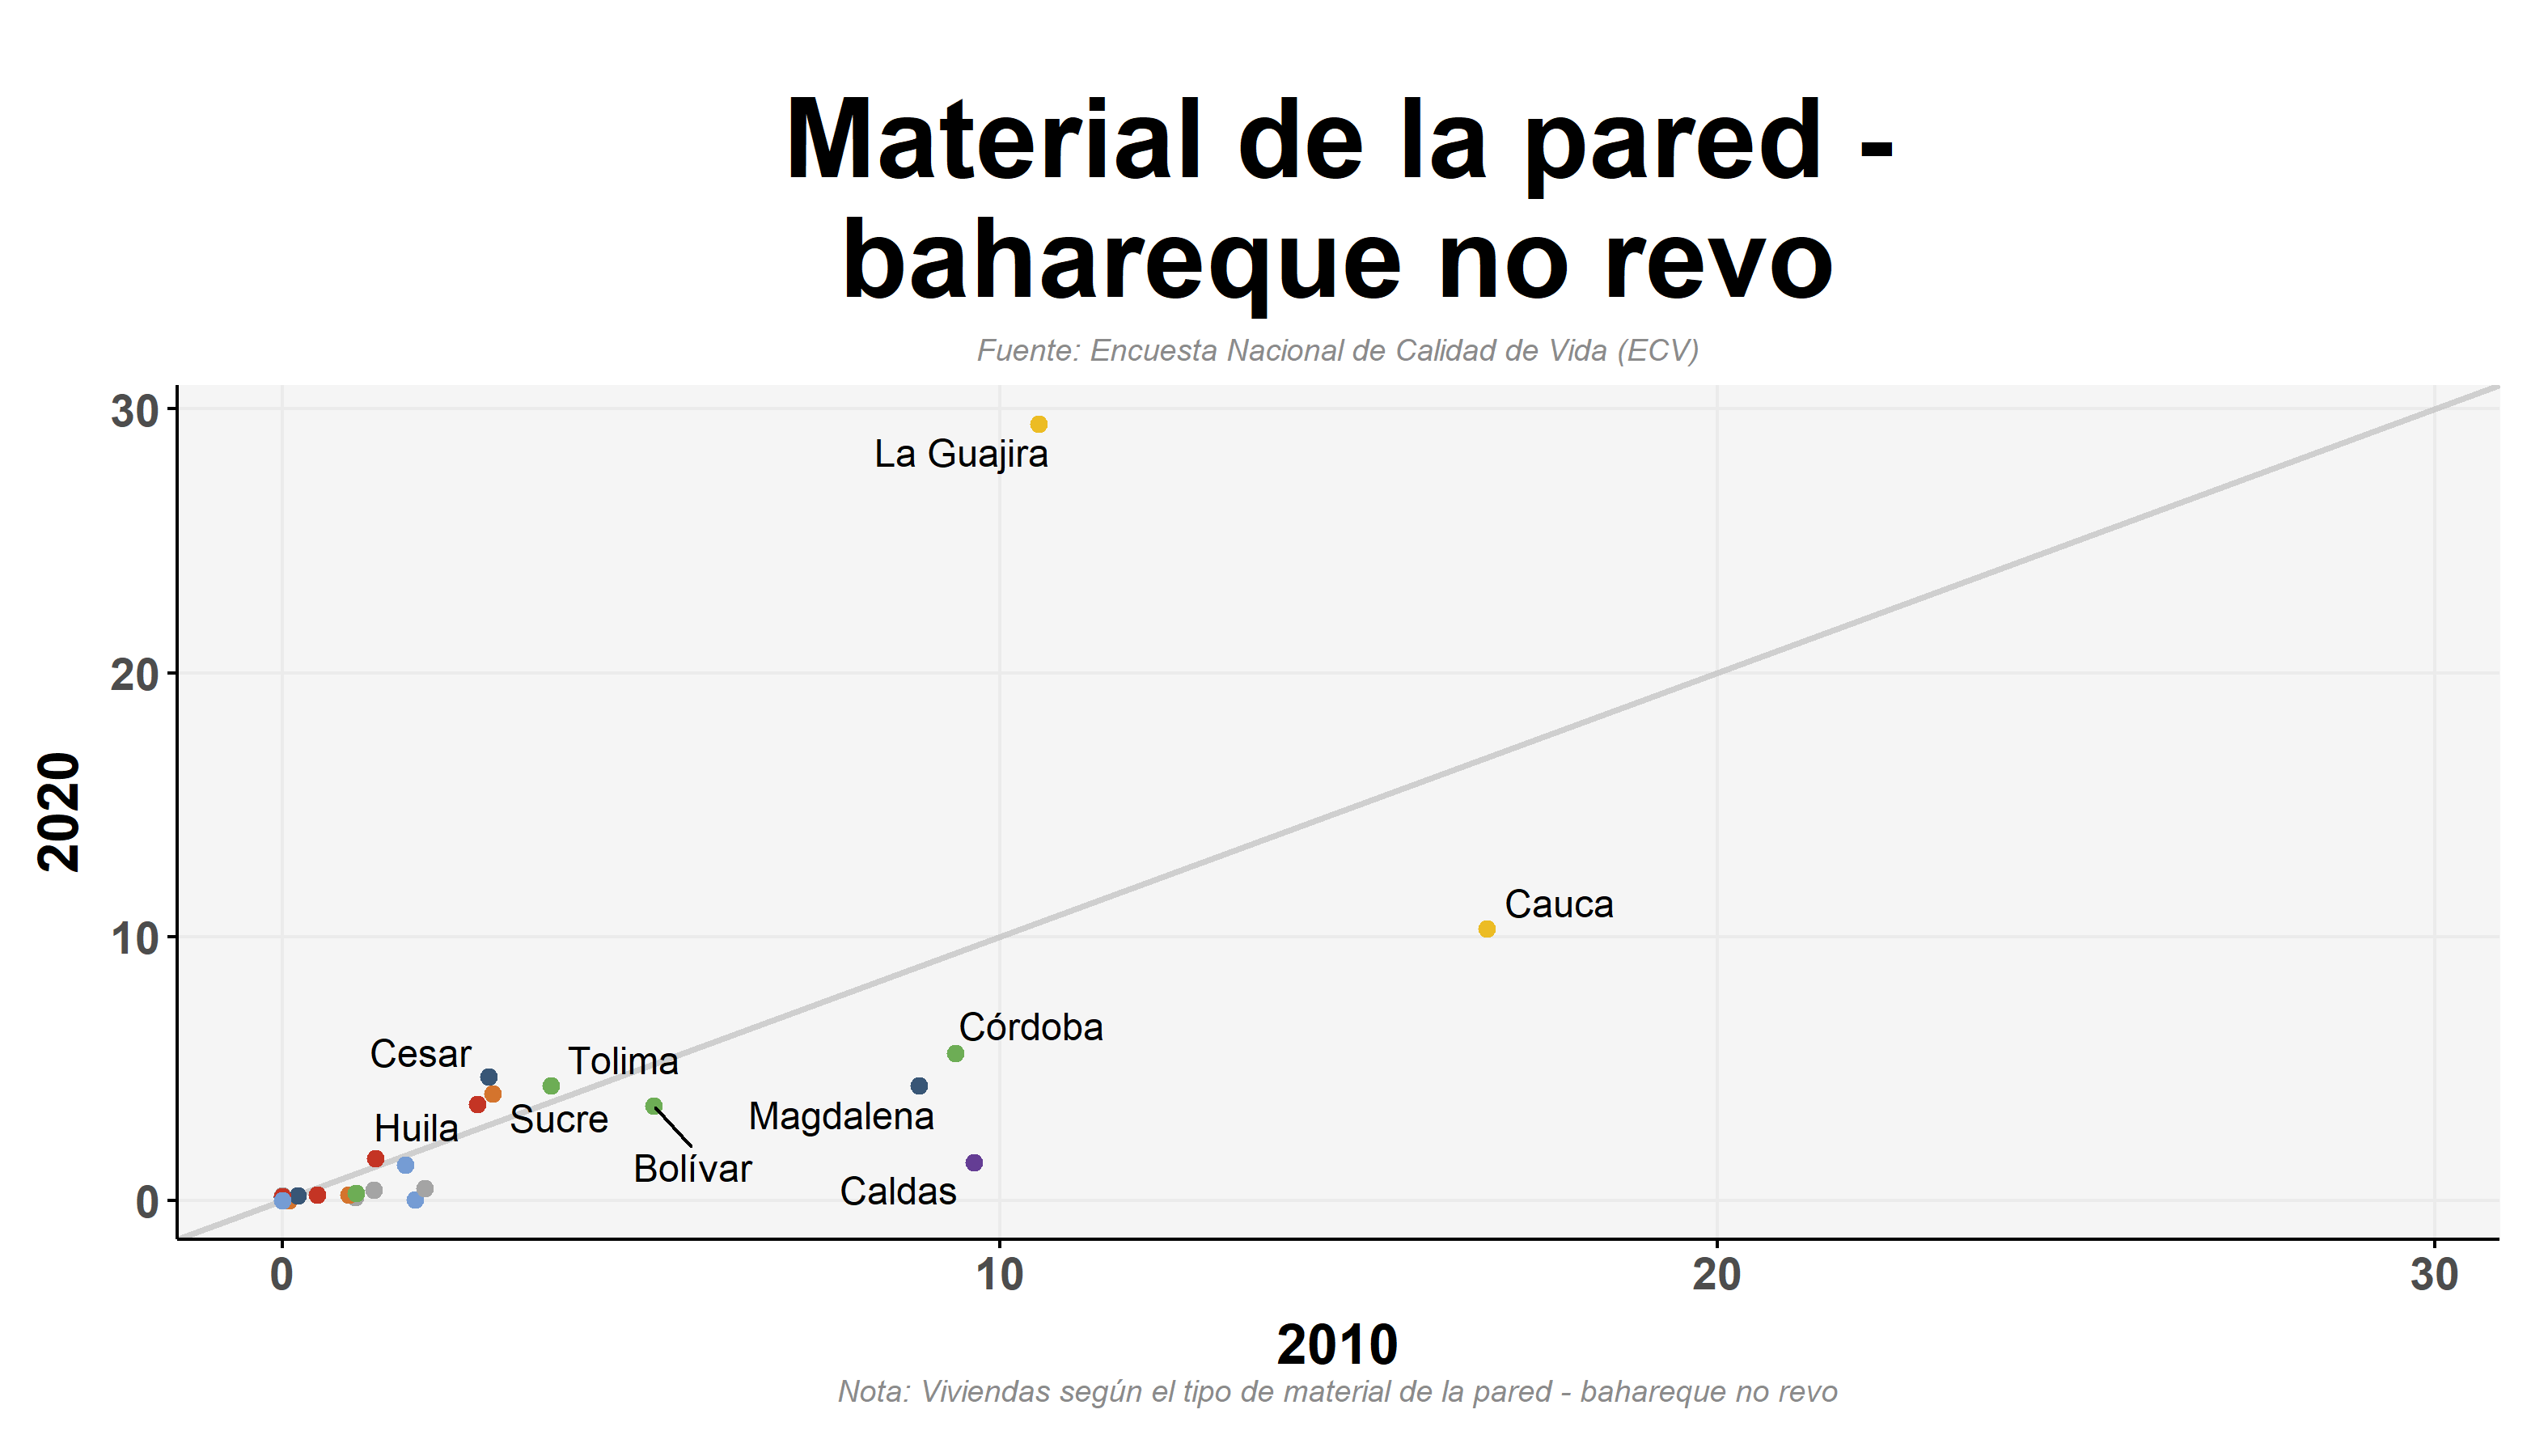 Material de la pared -
bahareque no revo
Fuente: Encuesta Nacional de Calidad de Vida (ECV)
30
La Guajira
20
2020
Cauca
10
Córdoba
Cesar
Tolima
Magdalena
Sucre
Huila
Bolívar
Caldas
0
0
10
20
30
2010
Nota: Viviendas según el tipo de material de la pared - bahareque no revo